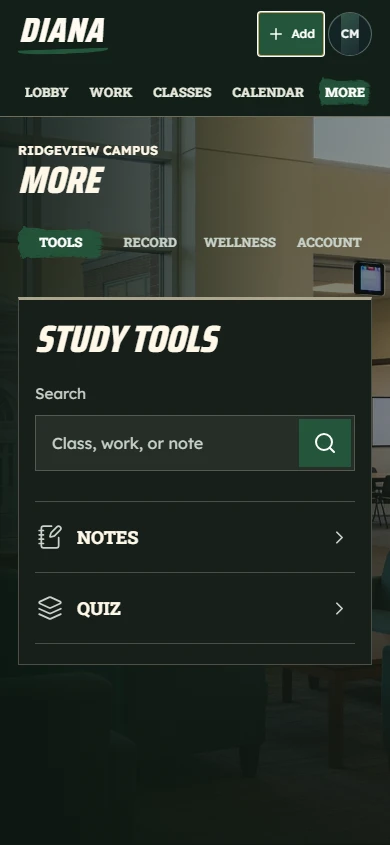 DIANA
Add
CM
LOBBY WORK CLASSES CALENDAR MORE
RIDGEVIEW CAMPUS
MORE
TOOLS RECORD WELLNESS ACCOUNT
STUDY TOOLS
Search
Class, work, or note
NOTES
QUIZ